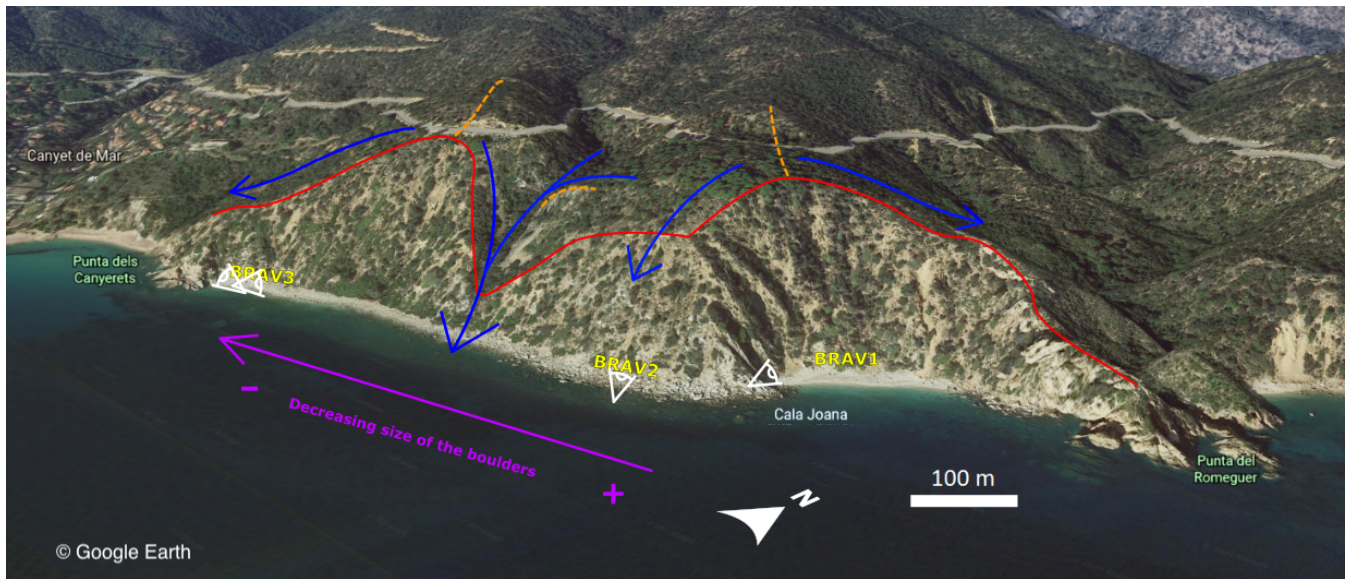 Canyet de Mar
Punta dels
Canyerets
BRAV3
BRAV2
BRAV1
Cala Joana
-
Decreasing size of the boulders
+
100 m
N
Punta del
Romeguer
© Google Earth